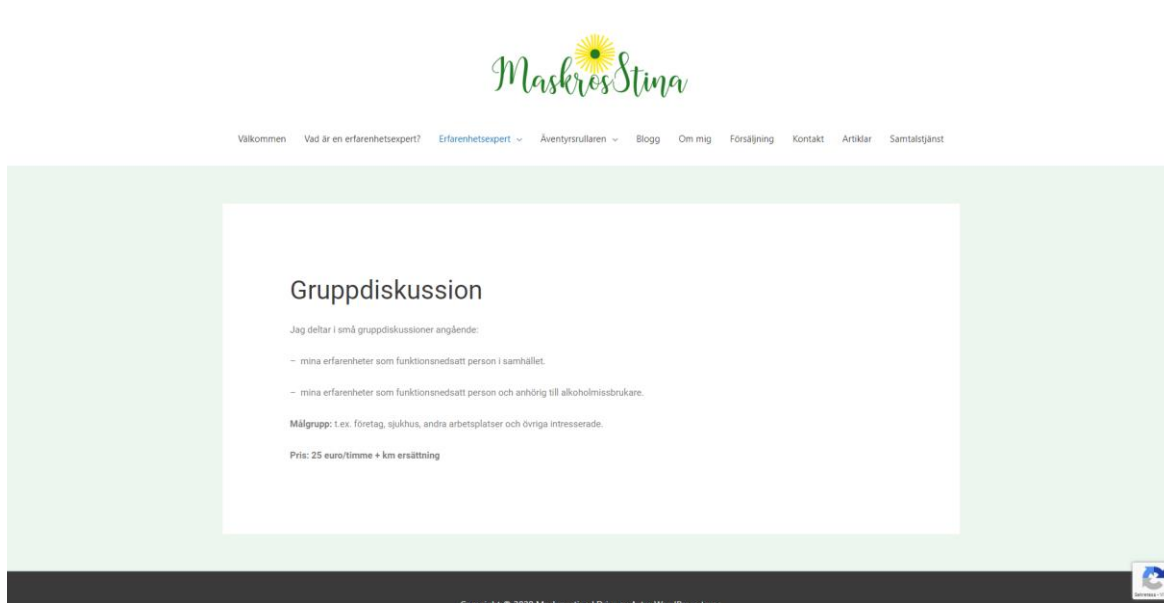 MaskrosStina
Välkommen Vad är en erfarenhetsexpert? Erfarenhetsexpert Äventyrsrullaren Blogg Om mig Försäljning Kontakt Artiklar Samtalstjänst
Gruppdiskussion
Jag deltar i små gruppdiskussioner angående:
– mina erfarenheter som funktionsnedsatt person i samhället.
– mina erfarenheter som funktionsnedsatt person och anhörig till alkoholmissbrukare.
Målgrupp: t.ex. företag, sjukhus, andra arbetsplatser och övriga intresserade.
Pris: 25 euro/timme + km ersättning